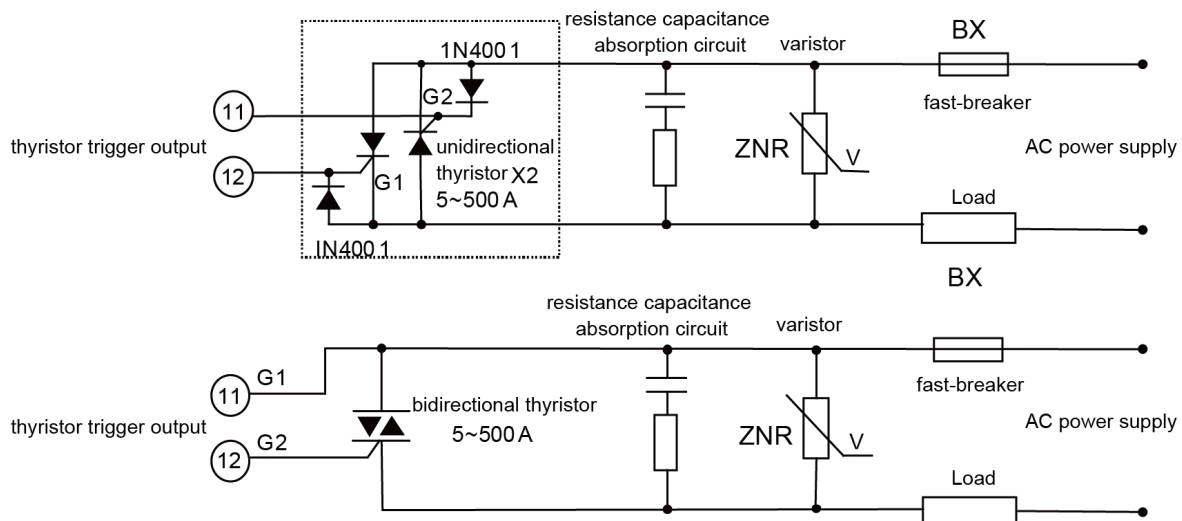 resistance capacitance
absorption circuit
varistor
BX
1N400 1
G2
11
fast-breaker
thyristor trigger output
unidirectional
thyristor X2
5~500 A
ZNR
V
AC power supply
12
G1
Load
IN400 1
BX
resistance capacitance
absorption circuit
varistor
G1
11
fast-breaker
bidirectional thyristor
5~500 A
thyristor trigger output
ZNR
V
AC power supply
G2
12
Load